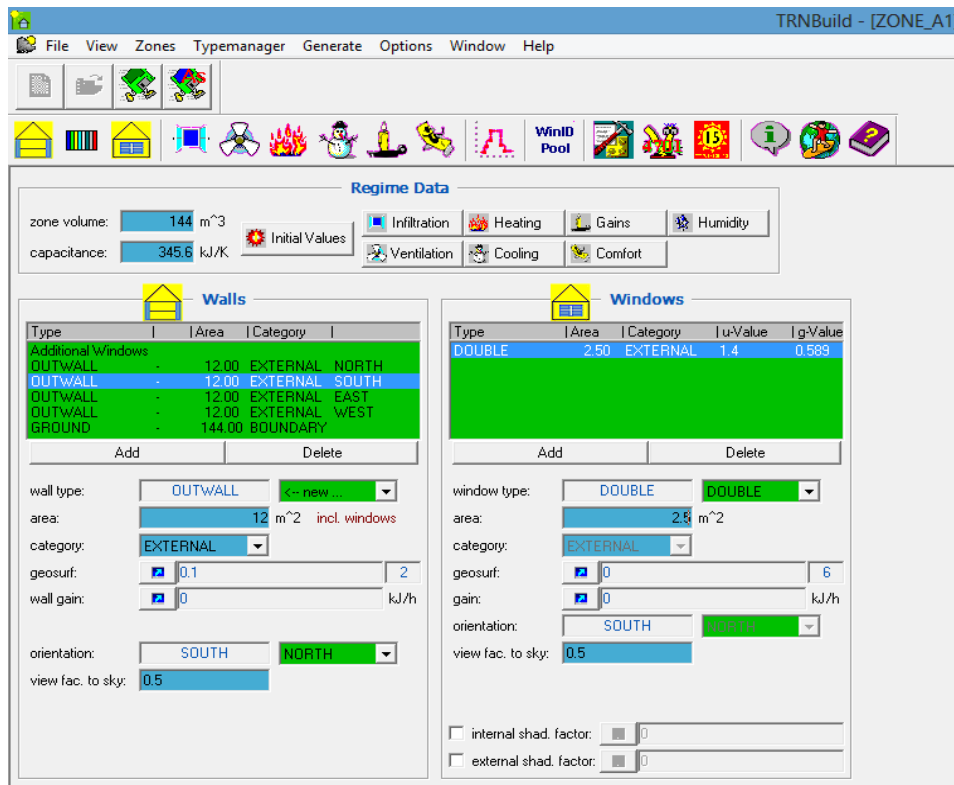 TRNBuild - [ZONE_A1
File View Zones Typemanager Generate Options Window Help
WinID
Pool
Regime Data
zone volume: 144 m^3
capacitance: 345.6 kJ/K
Initial Values
Infiltration Heating Gains Humidity
Ventilation Cooling Comfort
Walls
Type | | Area | Category |
Additional Windows
OUTWALL - 12.00 EXTERNAL NORTH
OUTWALL - 12.00 EXTERNAL SOUTH
OUTWALL - 12.00 EXTERNAL EAST
OUTWALL - 12.00 EXTERNAL WEST
GROUND - 144.00 BOUNDARY
Add Delete
wall type: OUTWALL <-- new ...
area: 12 m^2 incl. windows
category: EXTERNAL
geosurf: 0.1 2
wall gain: 0 kJ/h
orientation: SOUTH NORTH
view fac. to sky: 0.5
Windows
Type | Area | Category | u-Value | g-Value
DOUBLE 2.50 EXTERNAL 1.4 0.589
Add Delete
window type: DOUBLE DOUBLE
area: 2.5 m^2
category: EXTERNAL
geosurf: 0 6
gain: 0 kJ/h
orientation: SOUTH NORTH
view fac. to sky: 0.5
internal shad. factor: 0
external shad. factor: 0